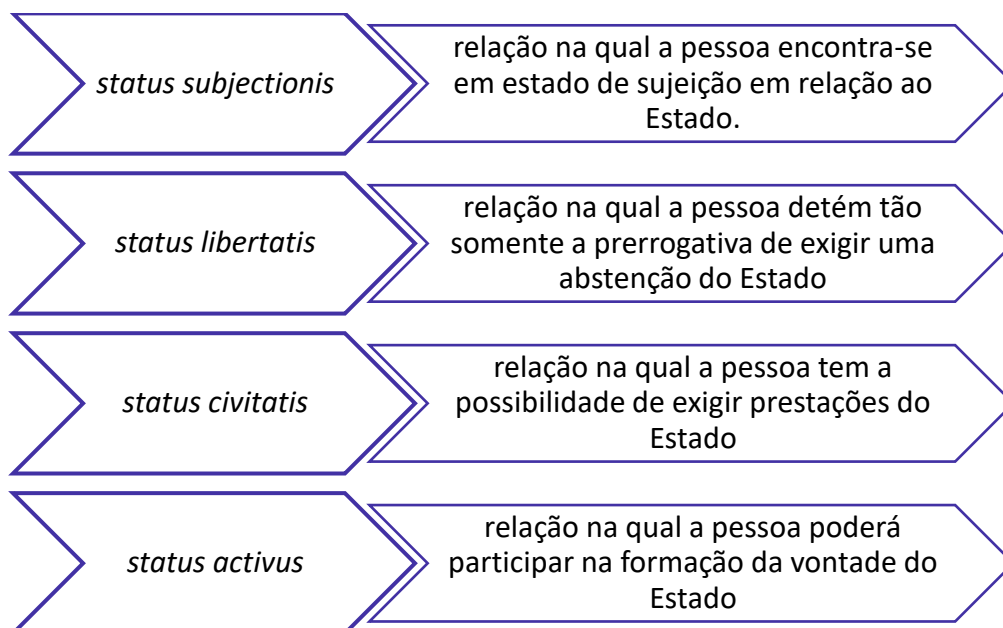 status subjectionis
relação na qual a pessoa encontra-se
em estado de sujeição em relação ao
Estado.
status libertatis
relação na qual a pessoa detém tão
somente a prerrogativa de exigir uma
abstenção do Estado
status civitatis
relação na qual a pessoa tem a
possibilidade de exigir prestações do
Estado
status activus
relação na qual a pessoa poderá
participar na formação da vontade do
Estado